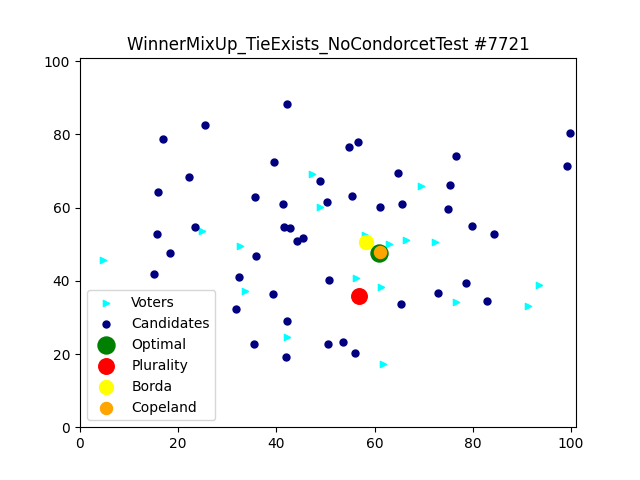 WinnerMixUp_TieExists_NoCondorcetTest #7721
100
80
60
40
20
0
0 20 40 60 80 100
Voters
Candidates
Optimal
Plurality
Borda
Copeland